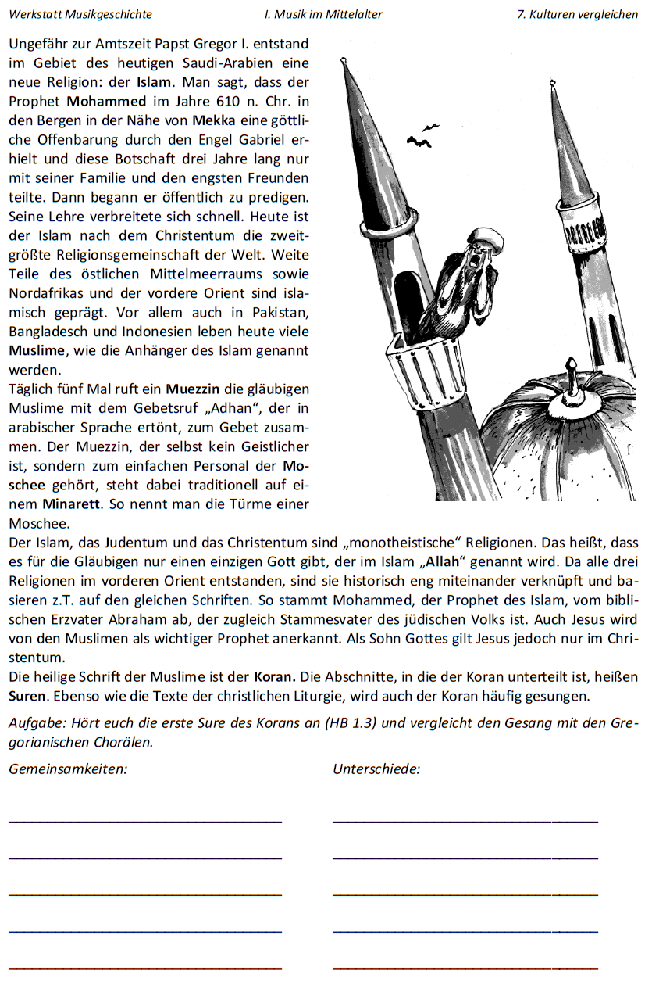 Werkstatt Musikgeschichte I. Musik im Mittelalter 7. Kulturen vergleichen
Ungefähr zur Amtszeit Papst Gregor I. entstand
im Gebiet des heutigen Saudi-Arabien eine
neue Religion: der Islam. Man sagt, dass der
Prophet Mohammed im Jahre 610 n. Chr. in
den Bergen in der Nähe von Mekka eine göttli-
che Offenbarung durch den Engel Gabriel er-
hielt und diese Botschaft drei Jahre lang nur
mit seiner Familie und den engsten Freunden
teilte. Dann begann er öffentlich zu predigen.
Seine Lehre verbreitete sich schnell. Heute ist
der Islam nach dem Christentum die zweit-
größte Religionsgemeinschaft der Welt. Weite
Teile des östlichen Mittelmeerraums sowie
Nordafrikas und der vordere Orient sind isla-
misch geprägt. Vor allem auch in Pakistan,
Bangladesch und Indonesien leben heute viele
Muslime, wie die Anhänger des Islam genannt
werden.
Täglich fünf Mal ruft ein Muezzin die gläubigen
Muslime mit dem Gebetsruf „Adhan“, der in
arabischer Sprache ertönt, zum Gebet zusam-
men. Der Muezzin, der selbst kein Geistlicher
ist, sondern zum einfachen Personal der Mo-
schee gehört, steht dabei traditionell auf ei-
nem Minarett. So nennt man die Türme einer
Moschee.
Der Islam, das Judentum und das Christentum sind „monotheistische“ Religionen. Das heißt, dass
es für die Gläubigen nur einen einzigen Gott gibt, der im Islam „Allah“ genannt wird. Da alle drei
Religionen im vorderen Orient entstanden, sind sie historisch eng miteinander verknüpft und ba-
sieren z.T. auf den gleichen Schriften. So stammt Mohammed, der Prophet des Islam, vom bibli-
schen Erzvater Abraham ab, der zugleich Stammesvater des jüdischen Volks ist. Auch Jesus wird
von den Muslimen als wichtiger Prophet anerkannt. Als Sohn Gottes gilt Jesus jedoch nur im Chri-
stentum.
Die heilige Schrift der Muslime ist der Koran. Die Abschnitte, in die der Koran unterteilt ist, heißen
Suren. Ebenso wie die Texte der christlichen Liturgie, wird auch der Koran häufig gesungen.
Aufgabe: Hört euch die erste Sure des Korans an (HB 1.3) und vergleicht den Gesang mit den Gre-
gorianischen Chorälen.
Gemeinsamkeiten: Unterschiede: